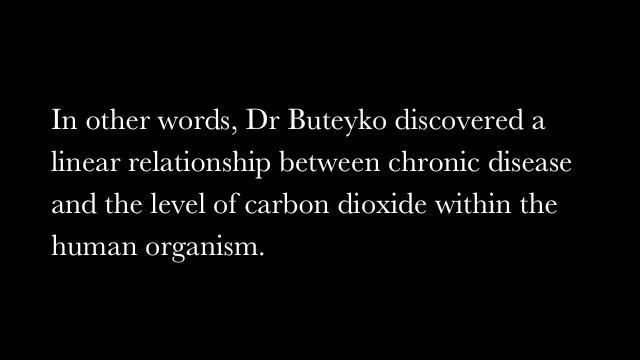 In other words, Dr Buteyko discovered a
linear relationship between chronic disease
and the level of carbon dioxide within the
human organism.